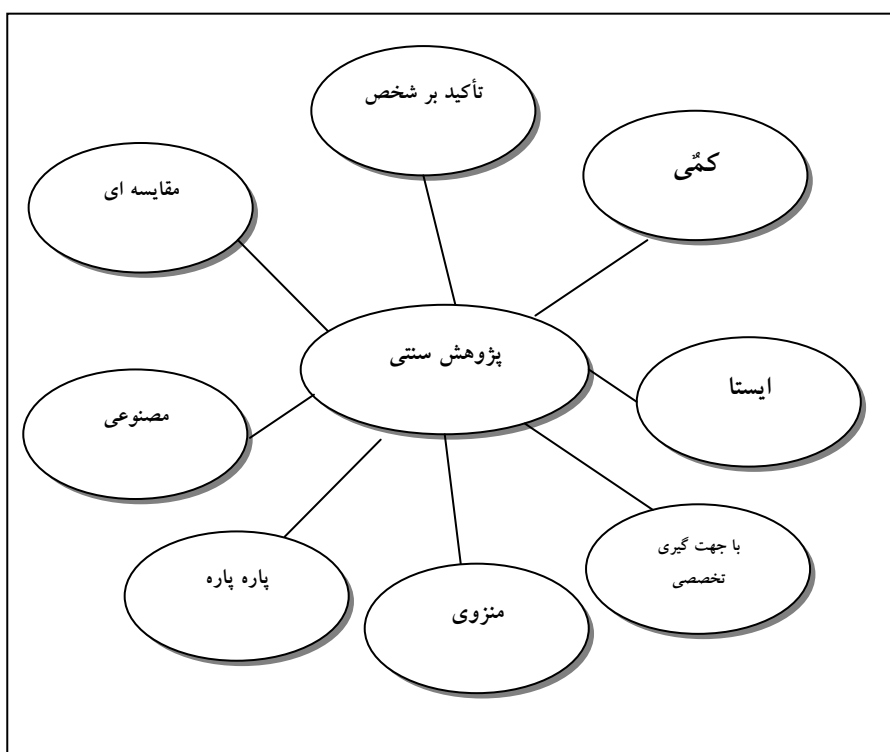 تأکید بر شخص
کمّی
مقایسه ای
پژوهش سنتی
ایستا
مصنوعی
با جهت گیری
تخصصی
پاره پاره
منزوی